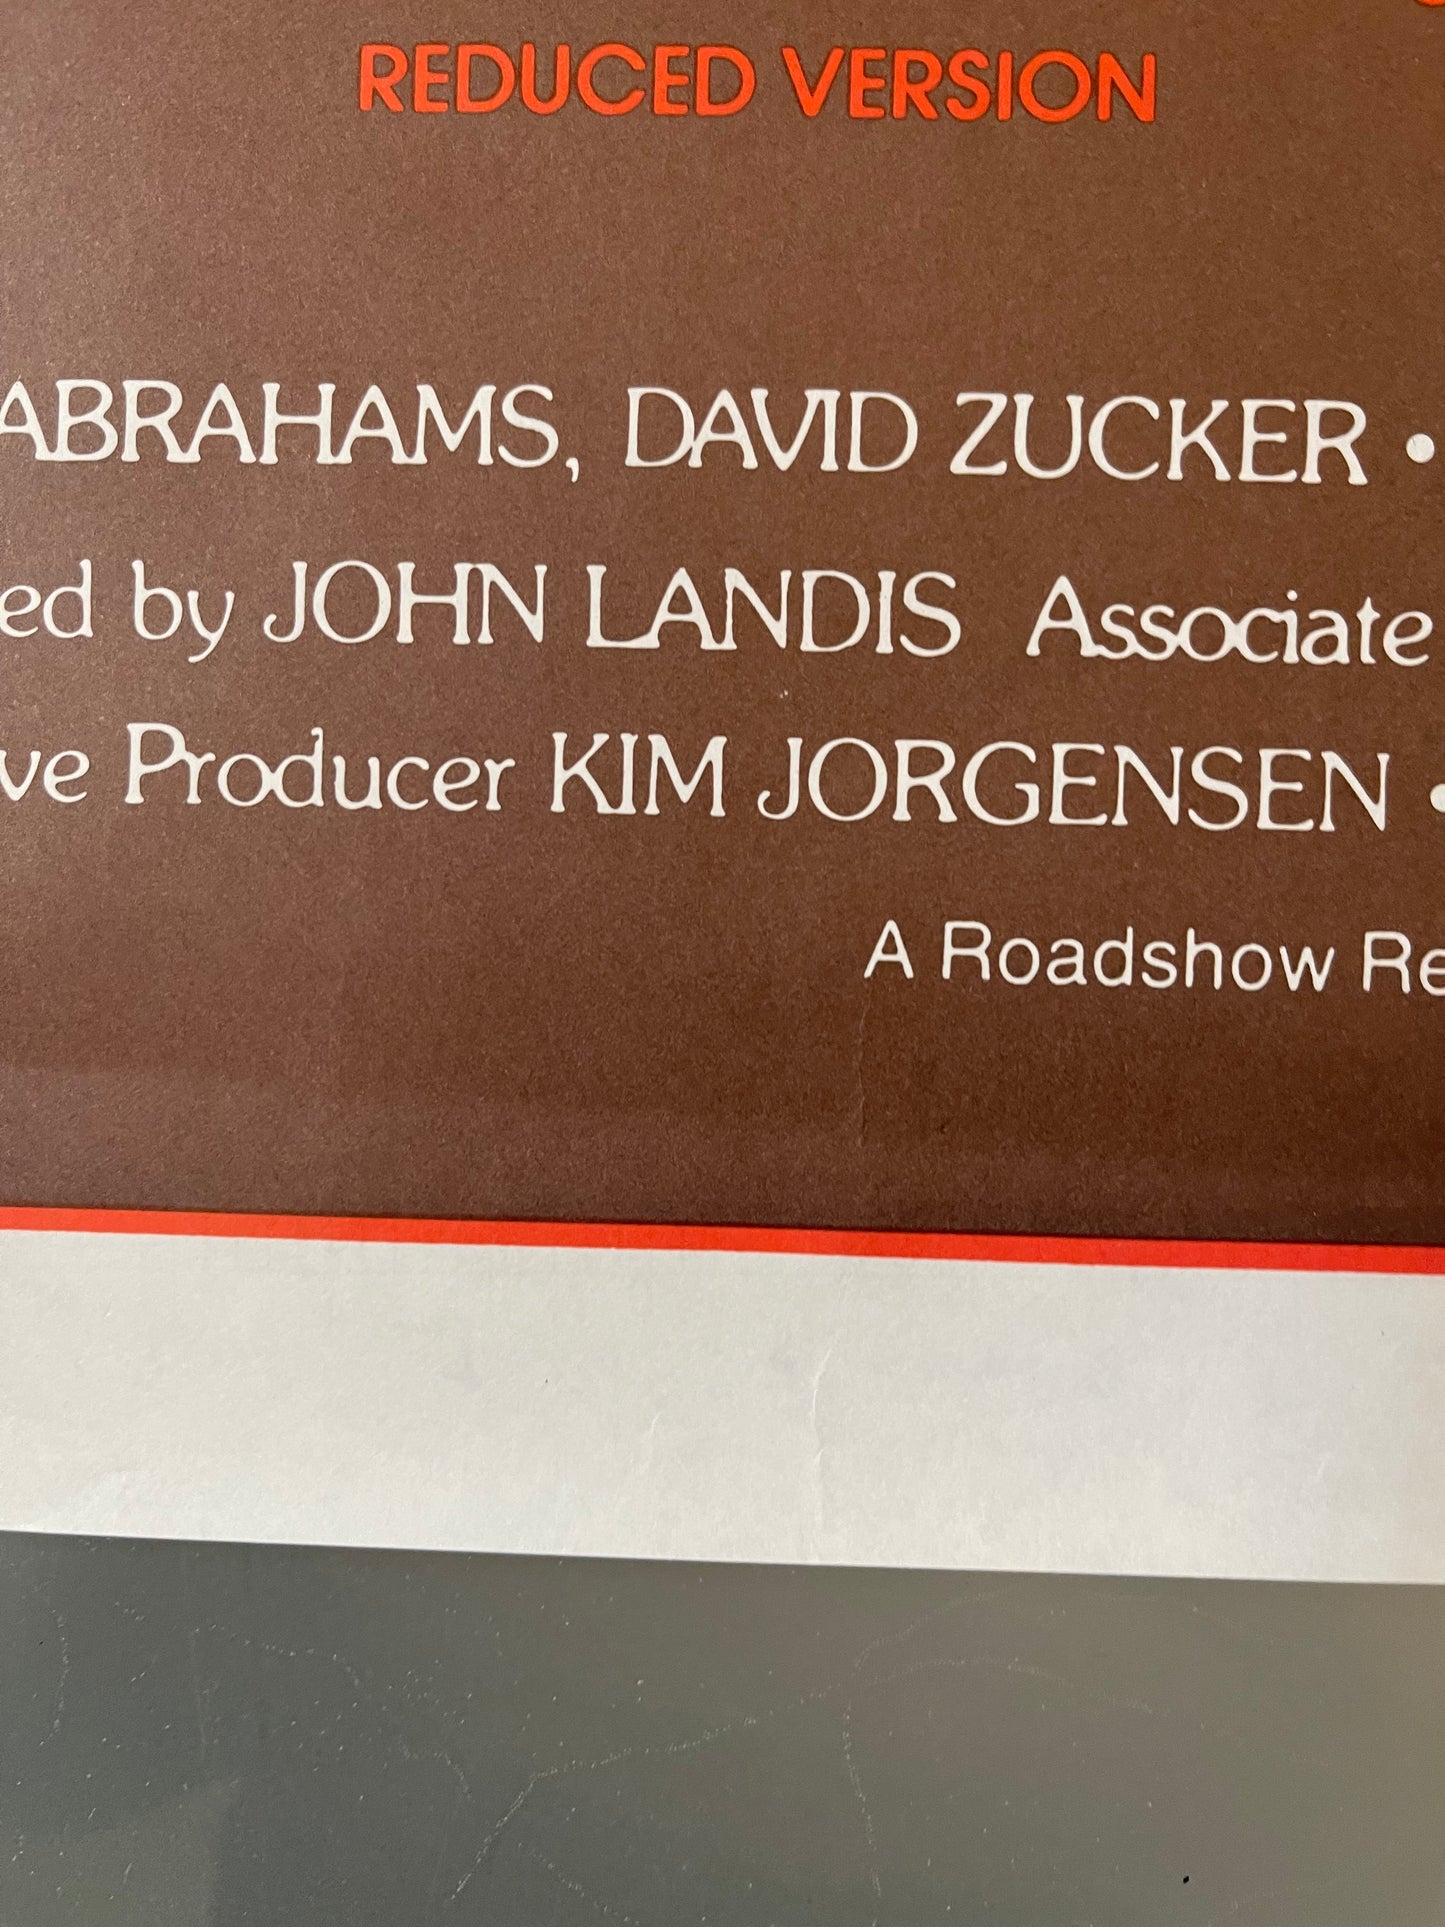 REDUCED VERSION
ABRAHAMS, DAVID ZUCKER •
ed by JOHN LANDIS Associate
ve Producer KIM JORGENSEN •
A Roadshow Re